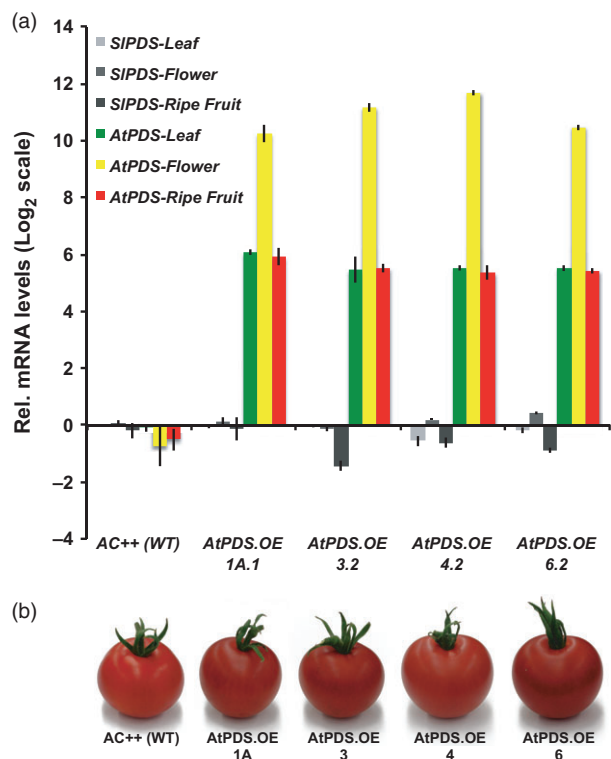 (a)
14
12
10
8
6
4
2
0
−2
−4
Rel. mRNA levels (Log2 scale)
SlPDS-Leaf
SlPDS-Flower
SlPDS-Ripe Fruit
AtPDS-Leaf
AtPDS-Flower
AtPDS-Ripe Fruit
AC++ (WT)
AtPDS.OE
1A.1
AtPDS.OE
3.2
AtPDS.OE
4.2
AtPDS.OE
6.2
(b)
AC++ (WT)
AtPDS.OE
1A
AtPDS.OE
3
AtPDS.OE
4
AtPDS.OE
6